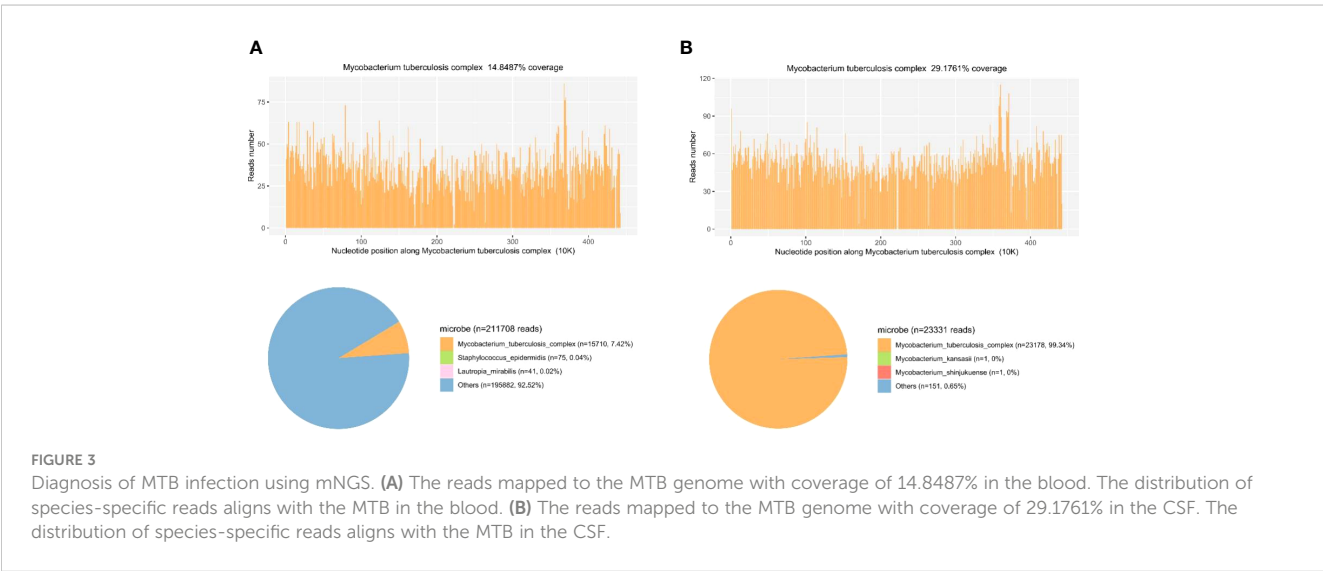 A
Mycobacterium tuberculosis complex 14.8487% coverage
Reads number
75
50
25
0
0 100 200 300 400
Nucleotide position along Mycobacterium tuberculosis complex (10K)
microbe (n=211708 reads)
Mycobacterium_tuberculosis_complex (n=15710, 7.42%)
Staphylococcus_epidermidis (n=75, 0.04%)
Lautropia_mirabilis (n=41, 0.02%)
Others (n=195882, 92.52%)
B
Mycobacterium tuberculosis complex 29.1761% coverage
Reads number
120
90
60
30
0
0 100 200 300 400
Nucleotide position along Mycobacterium tuberculosis complex (10K)
microbe (n=23331 reads)
Mycobacterium_tuberculosis_complex (n=23178, 99.34%)
Mycobacterium_kansasii (n=1, 0%)
Mycobacterium_shinjukuense (n=1, 0%)
Others (n=151, 0.65%)
FIGURE 3
Diagnosis of MTB infection using mNGS. (A) The reads mapped to the MTB genome with coverage of 14.8487% in the blood. The distribution of
species-specific reads aligns with the MTB in the blood. (B) The reads mapped to the MTB genome with coverage of 29.1761% in the CSF. The
distribution of species-specific reads aligns with the MTB in the CSF.